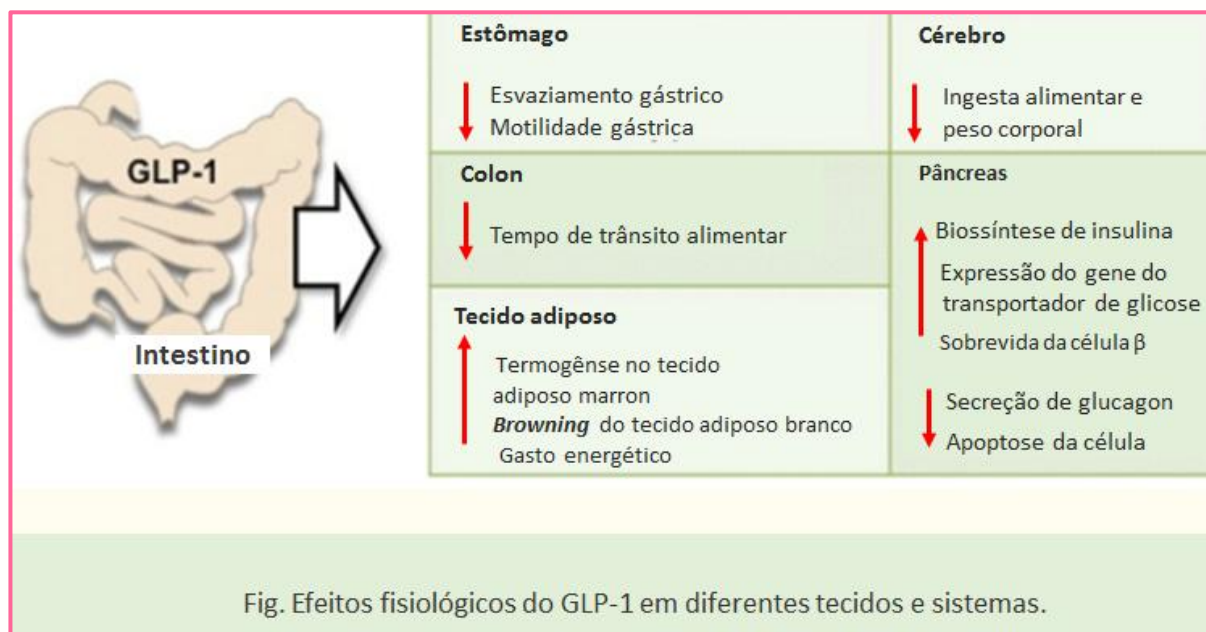 GLP-1
Intestino
Estômago
Esvaziamento gástrico
Motilidade gástrica
Colon
Tempo de trânsito alimentar
Tecido adiposo
Termogênse no tecido
adiposo marron
Browning do tecido adiposo branco
Gasto energético
Cérebro
Ingesta alimentar e
peso corporal
Pâncreas
Biossíntese de insulina
Expressão do gene do
transportador de glicose
Sobrevida da célula β
Secreção de glucagon
Apoptose da célula
Fig. Efeitos fisiológicos do GLP-1 em diferentes tecidos e sistemas.